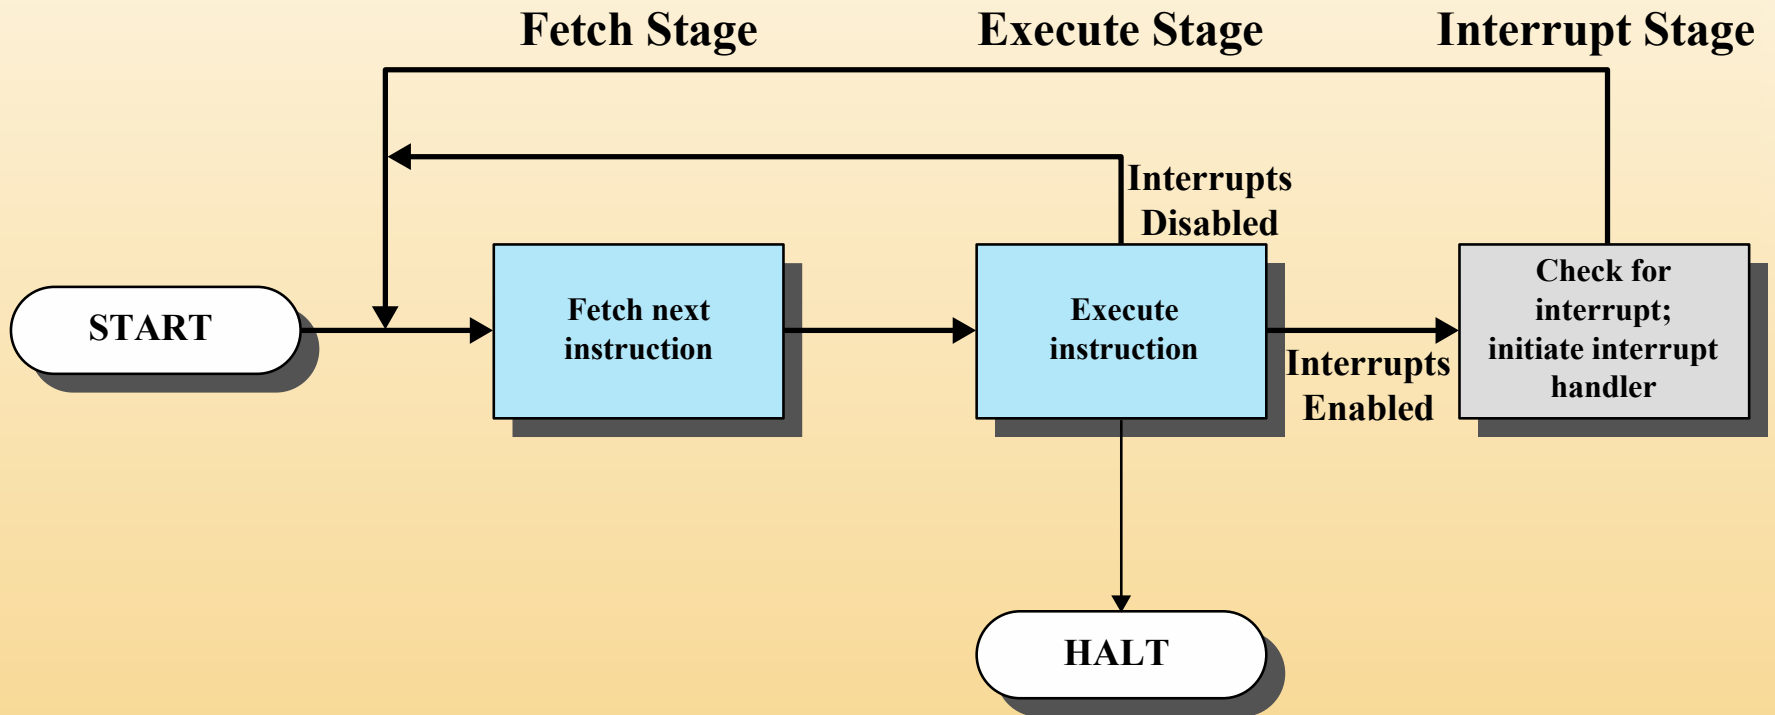 Fetch Stage
Execute Stage
Interrupt Stage
Interrupts
Disabled
START
Fetch next
instruction
Execute
instruction
Interrupts
Enabled
Check for
interrupt;
initiate interrupt
handler
HALT